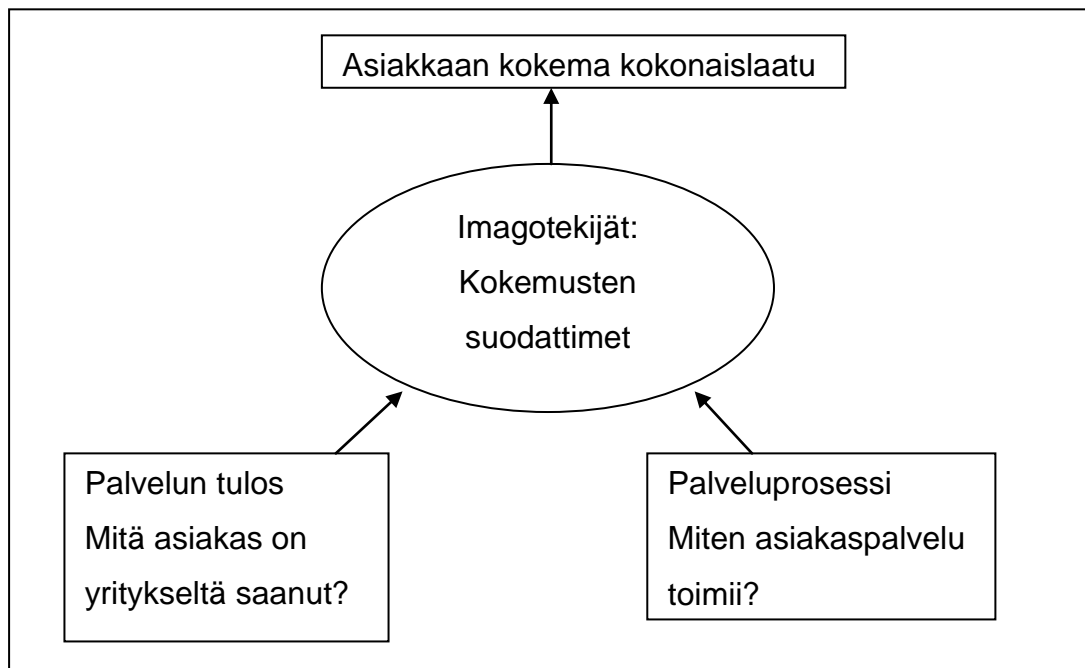 Asiakkaan kokema kokonaislaatu
Imagotekijät:
Kokemusten
suodattimet
Palvelun tulos
Mitä asiakas on
yritykseltä saanut?
Palveluprosessi
Miten asiakaspalvelu
toimii?